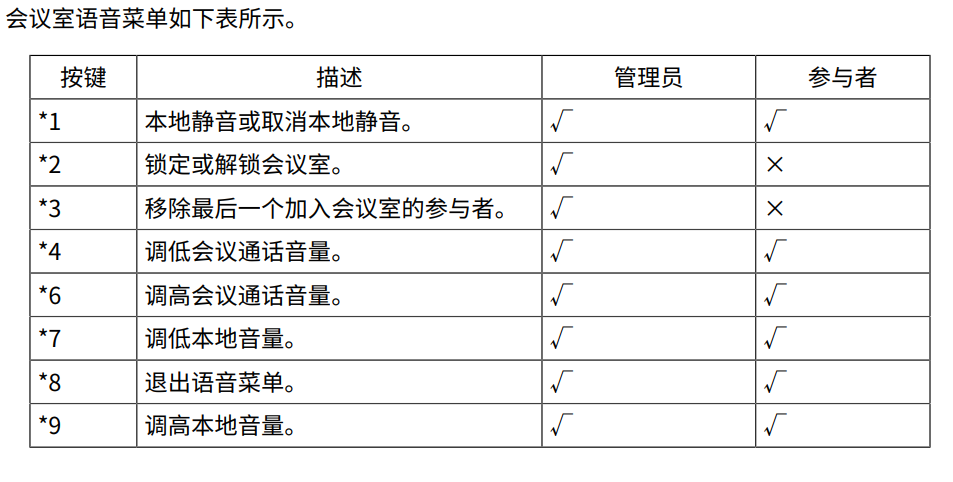 会议室语音菜单如下表所示。
按键 描述 管理员 参与者
*1 本地静音或取消本地静音。 √ √
*2 锁定或解锁会议室。 √ ×
*3 移除最后一个加入会议室的参与者。 √ ×
*4 调低会议通话音量。 √ √
*6 调高会议通话音量。 √ √
*7 调低本地音量。 √ √
*8 退出语音菜单。 √ √
*9 调高本地音量。 √ √